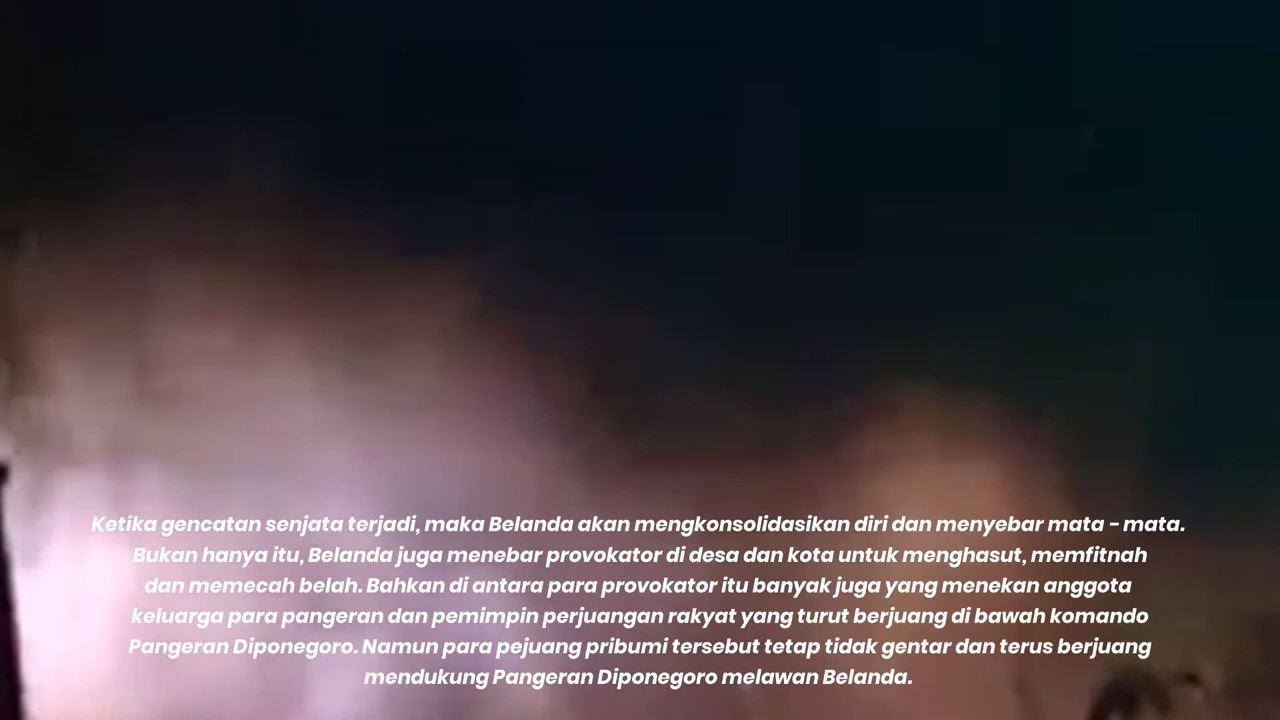 Ketika gencatan senjata terjadi, maka Belanda akan mengkonsolidasikan diri dan menyebar mata - mata.
Bukan hanya itu, Belanda juga menebar provokator di desa dan kota untuk menghasut, memfitnah
dan memecah belah. Bahkan di antara para provokator itu banyak juga yang menekan anggota
keluarga para pangeran dan pemimpin perjuangan rakyat yang turut berjuang di bawah komando
Pangeran Diponegoro. Namun para pejuang pribumi tersebut tetap tidak gentar dan terus berjuang
mendukung Pangeran Diponegoro melawan Belanda.